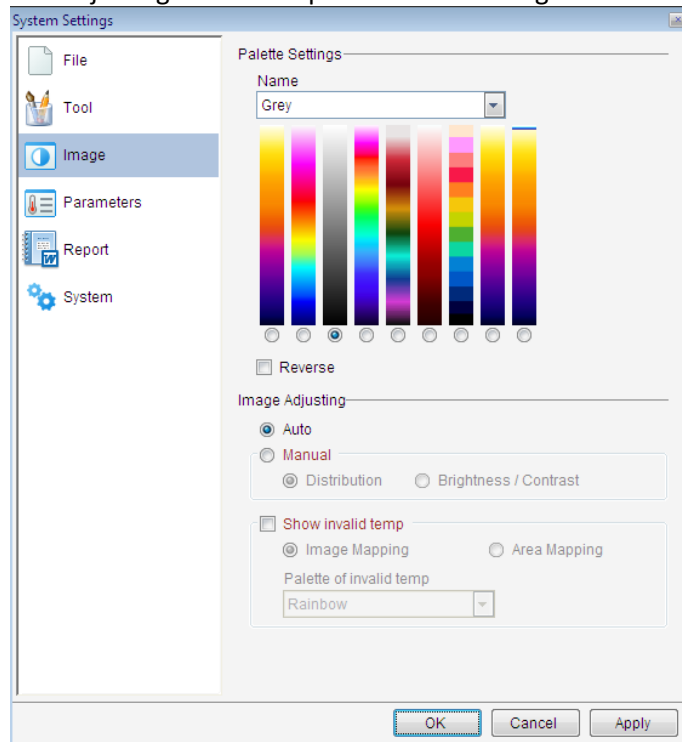 System Settings
File
Tool
Image
Parameters
Report
System
Palette Settings
Name
Grey
Reverse
Image Adjusting
Auto
Manual
Distribution Brightness / Contrast
Show invalid temp
Image Mapping Area Mapping
Palette of invalid temp
Rainbow
OK Cancel Apply